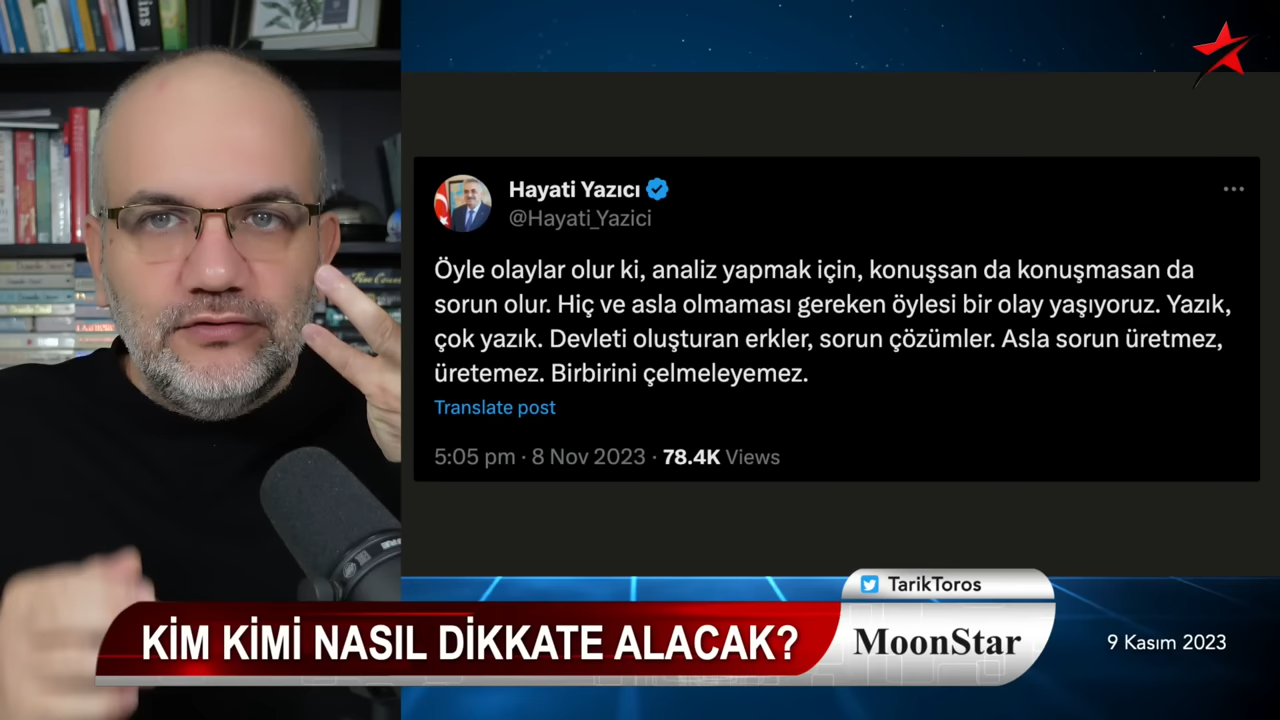 Hayati Yazıcı
@Hayati_Yazici
Öyle olaylar olur ki, analiz yapmak için, konuşsan da konuşmasan da
sorun olur. Hiç ve asla olmaması gereken öylesi bir olay yaşıyoruz. Yazık,
çok yazık. Devleti oluşturan erkler, sorun çözümler. Asla sorun üretmez,
üretemez. Birbirini çelmeleyemez.
Translate post
5:05 pm · 8 Nov 2023 · 78.4K Views
TarikToros
KİM KİMİ NASIL DİKKATE ALACAK?
MoonStar
9 Kasım 2023